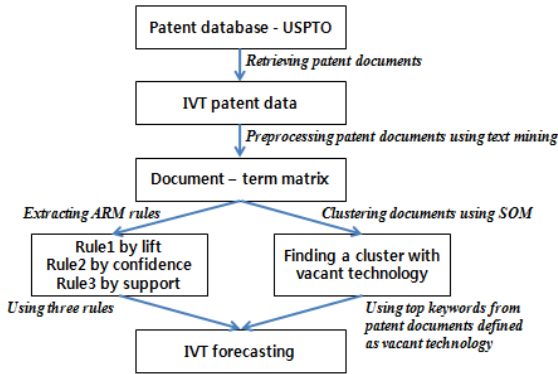 Patent database - USPTO
Retrieving patent documents
IVT patent data
Preprocessing patent documents using text mining
Document – term matrix
Extracting ARM rules
Clustering documents using SOM
Rule1 by lift
Rule2 by confidence
Rule3 by support
Finding a cluster with
vacant technology
Using three rules
Using top keywords from
patent documents defined
as vacant technology
IVT forecasting